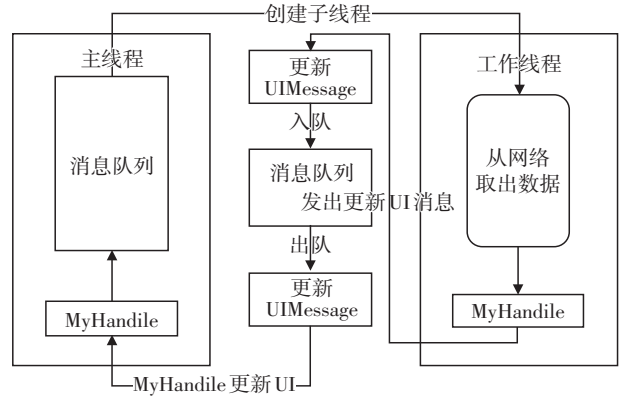 创建子线程
主线程
消息队列
MyHandile
更新
UIMessage
入队
消息队列
发出更新UI消息
出队
更新
UIMessage
MyHandile更新UI
工作线程
从网络
取出数据
MyHandile